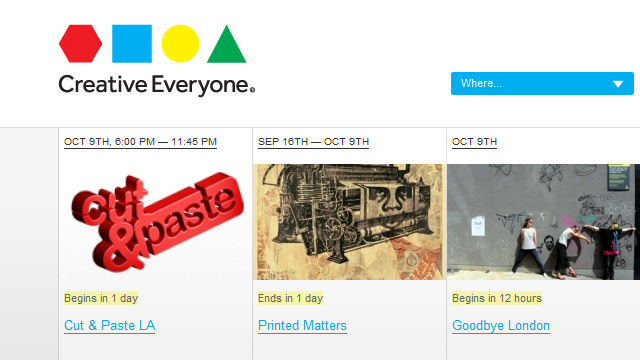 Creative Everyone®
Where...
OCT 9TH, 6:00 PM — 11:45 PM
SEP 16TH — OCT 9TH
OCT 9TH
cut
&paste
Begins in 1 day
Ends in 1 day
Begins in 12 hours
Cut & Paste LA
Printed Matters
Goodbye London